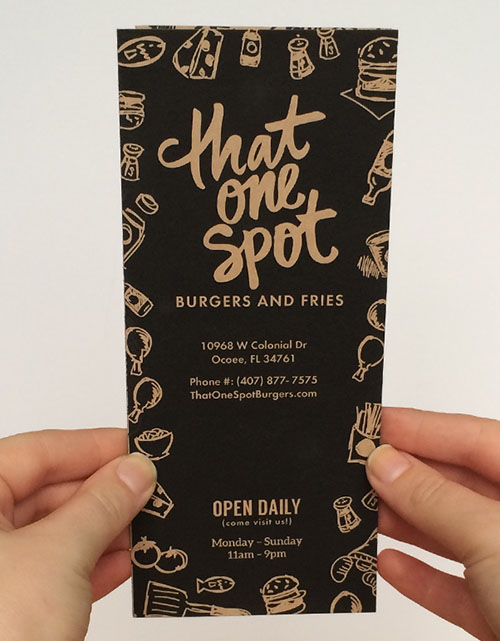 that
one
spot
BURGERS AND FRIES
10968 W Colonial Dr
Ocoee, FL 34761
Phone #: (407) 877- 7575
ThatOneSpotBurgers.com
OPEN DAILY
(come visit us!)
Monday – Sunday
11am – 9pm